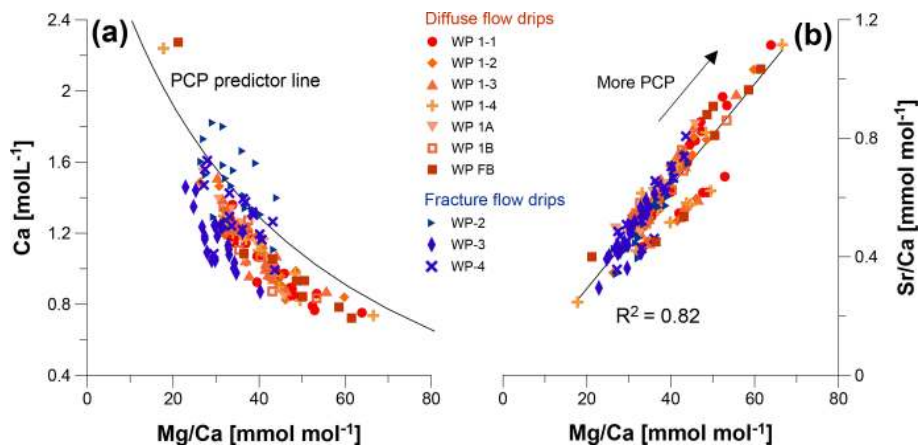 (a)
PCP predictor line
Ca [molL⁻¹]
2.4
2
1.6
1.2
0.8
0.4
0
20
40
60
80
Mg/Ca [mmol mol⁻¹]
Diffuse flow drips
WP 1-1
WP 1-2
WP 1-3
WP 1-4
WP 1A
WP 1B
WP FB
Fracture flow drips
WP-2
WP-3
WP-4
(b)
More PCP
R² = 0.82
1.2
0.8
0.4
0
Sr/Ca [mmol mol⁻¹]
0
20
40
60
80
Mg/Ca [mmol mol⁻¹]